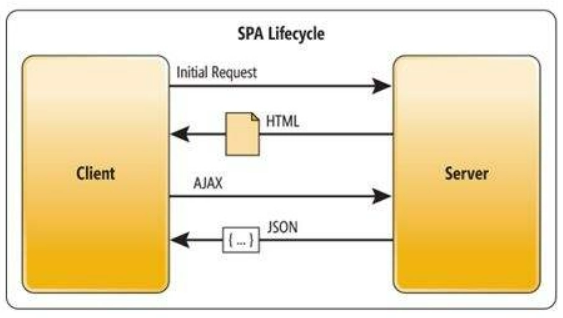 SPA Lifecycle
Initial Request
HTML
Client
Server
AJAX
JSON
{ ... }